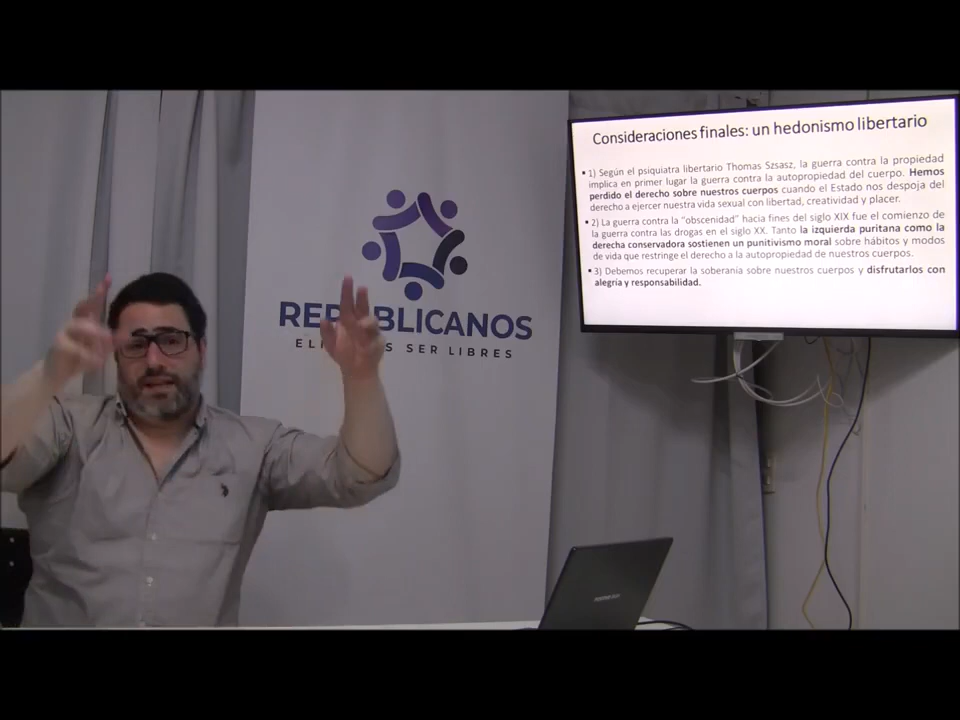 Consideraciones finales: un hedonismo libertario
▪ 1) Según el psiquiatra libertario Thomas Szsasz, la guerra contra la propiedad
implica en primer lugar la guerra contra la autopropiedad del cuerpo. Hemos
perdido el derecho sobre nuestros cuerpos cuando el Estado nos despoja del
derecho a ejercer nuestra vida sexual con libertad, creatividad y placer.
▪ 2) La guerra contra la "obscenidad" hacia fines del siglo XIX fue el comienzo de
la guerra contra las drogas en el siglo XX. Tanto la izquierda puritana como la
derecha conservadora sostienen un punitivismo moral sobre hábitos y modos
de vida que restringe el derecho a la autopropiedad de nuestros cuerpos.
▪ 3) Debemos recuperar la soberania sobre nuestros cuerpos y disfrutarlos con
alegria y responsabilidad.
REPUBLICANOS
SER LIBRES